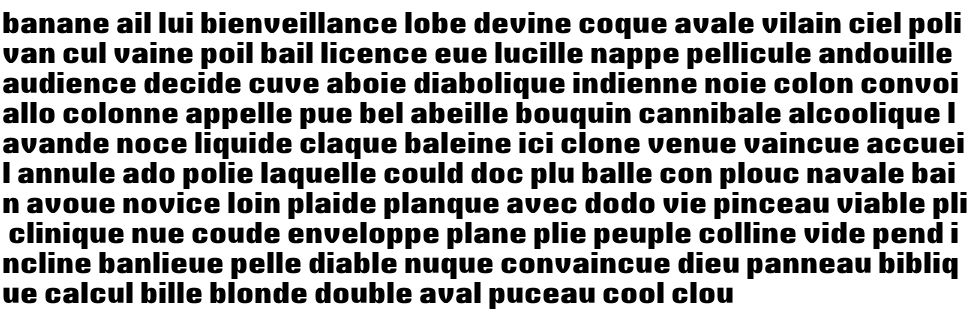 banane ail lui bienveillance lobe devine coque avale vilain ciel poli
van cul vaine poil bail licence eue lucille nappe pellicule andouille
audience decide cuve aboie diabolique indienne noie colon convoi
allo colonne appelle pue bel abeille bouquin cannibale alcoolique l
avande noce liquide claque baleine ici clone venue vaincue accuei
l annule ado polie laquelle could doc plu balle con plouc navale bai
n avoue novice loin plaide planque avec dodo vie pinceau viable pli
clinique nue coude enveloppe plane plie peuple colline vide pend i
ncline banlieue pelle diable nuque convaincue dieu panneau bibliq
ue calcul bille blonde double aval puceau cool clou